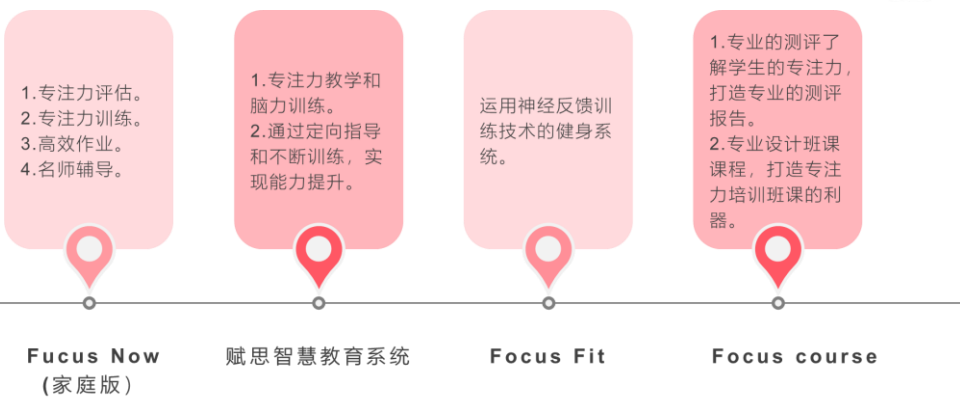 1.专注力评估。
2.专注力训练。
3.高效作业。
4.名师辅导。
1.专注力教学和
脑力训练。
2.通过定向指导
和不断训练，实
现能力提升。
运用神经反馈训
练技术的健身系
统。
1.专业的测评了
解学生的专注力，
打造专业的测评
报告。
2.专业设计班课
课程，打造专注
力培训班课的利
器。
Fucus Now
(家庭版）
赋思智慧教育系统
Focus Fit
Focus course